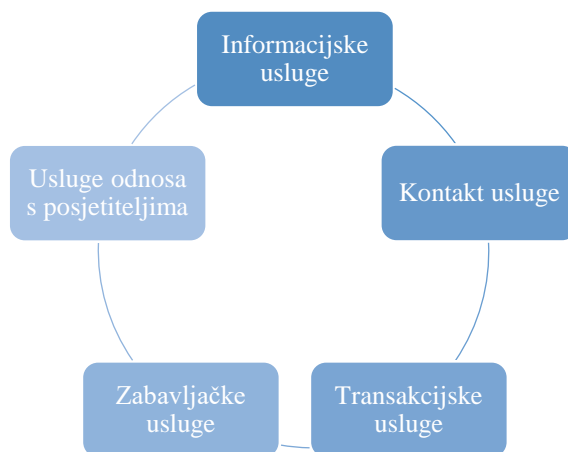 Informacijske
usluge
Kontakt usluge
Transakcijske
usluge
Zabavljačke
usluge
Usluge odnosa
s posjetiteljima